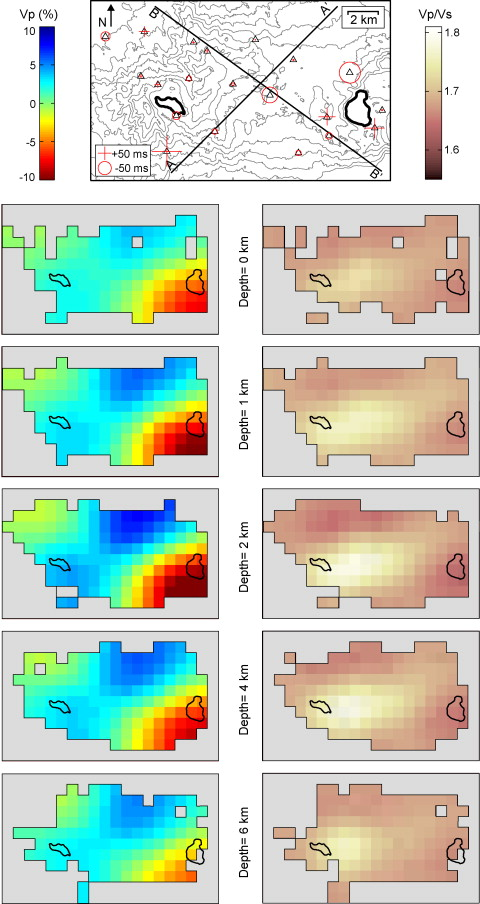 Vp (%)
10
5
0
-5
-10
N
B
A'
2 km
+50 ms
-50 ms
A
B'
Vp/Vs
1.8
1.7
1.6
Depth= 0 km
Depth= 1 km
Depth= 2 km
Depth= 4 km
Depth= 6 km